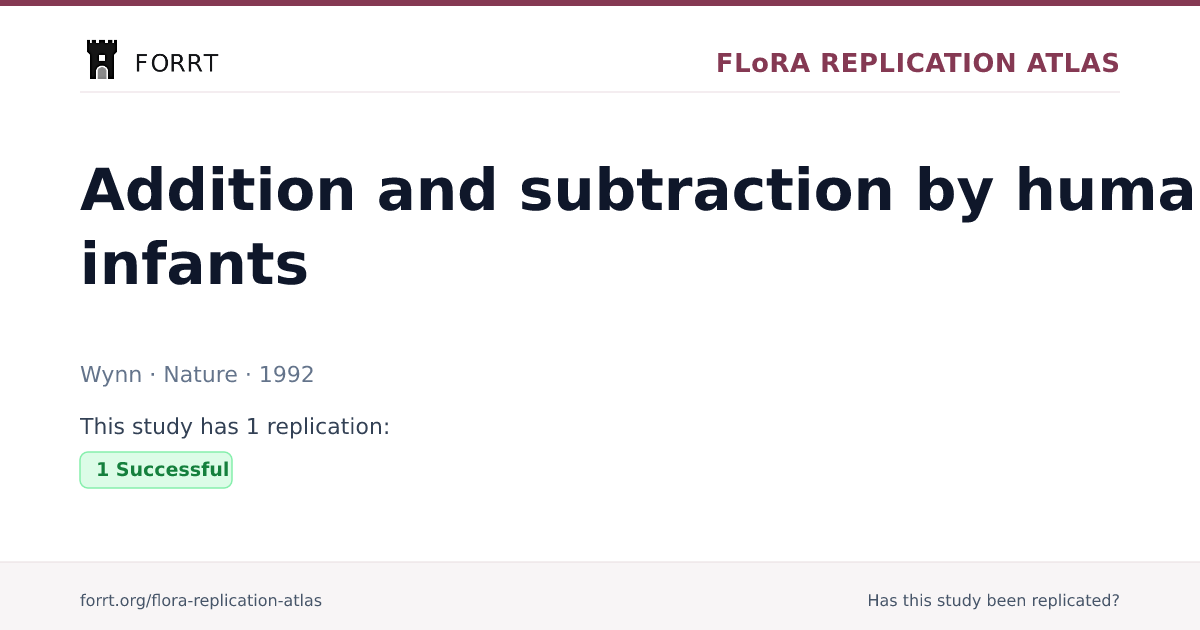 FORRT
FLoRA REPLICATION ATLAS
Addition and subtraction by huma
infants
Wynn · Nature · 1992
This study has 1 replication:
1 Successful
forrt.org/flora-replication-atlas
Has this study been replicated?